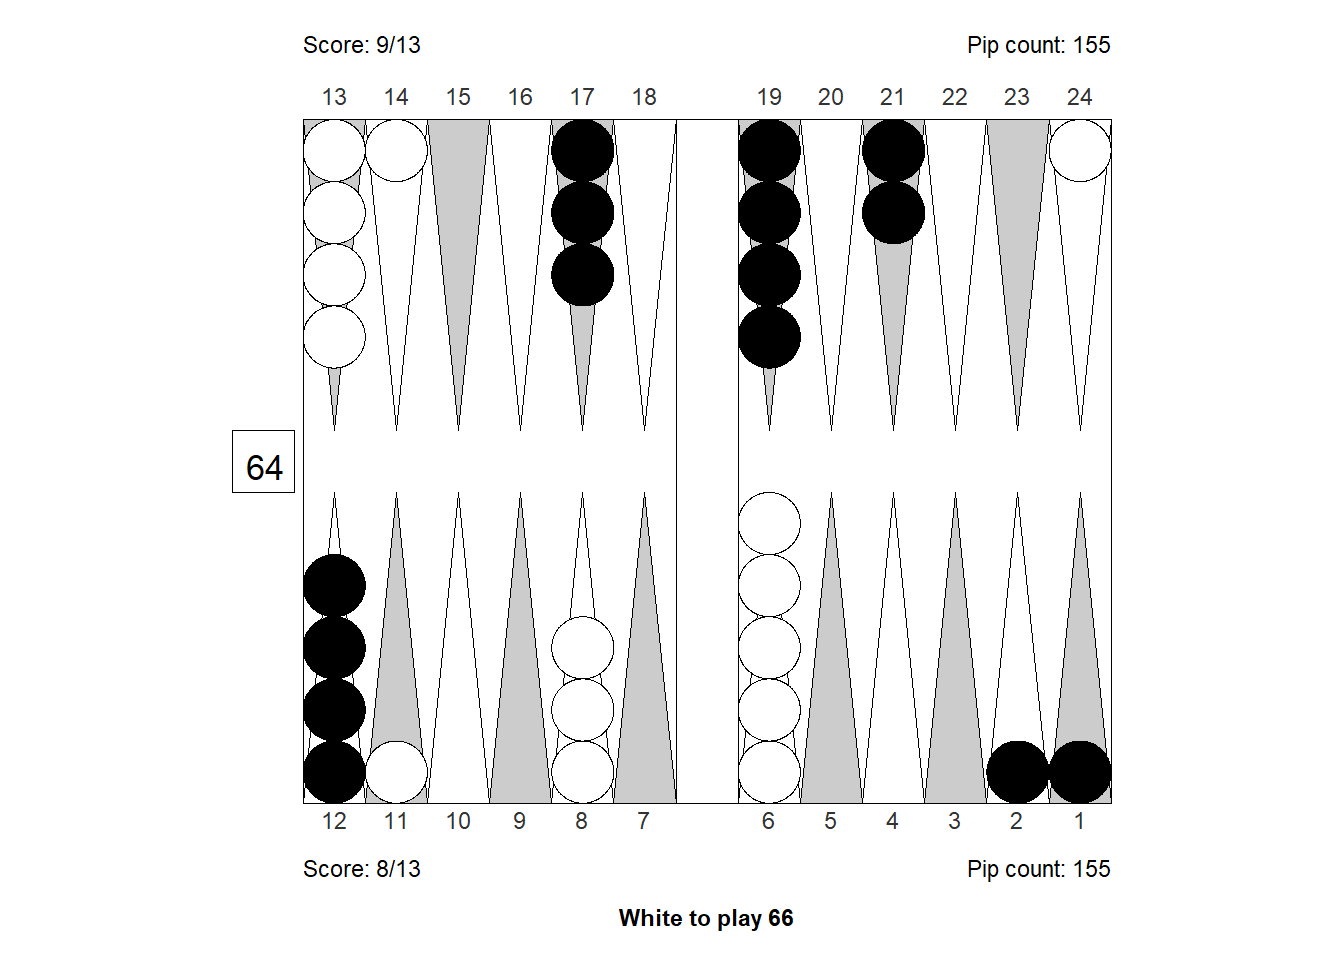 Score: 9/13 Pip count: 155
13 14 15 16 17 18 19 20 21 22 23 24
64
12 11 10 9 8 7 6 5 4 3 2 1
Score: 8/13 Pip count: 155
White to play 66